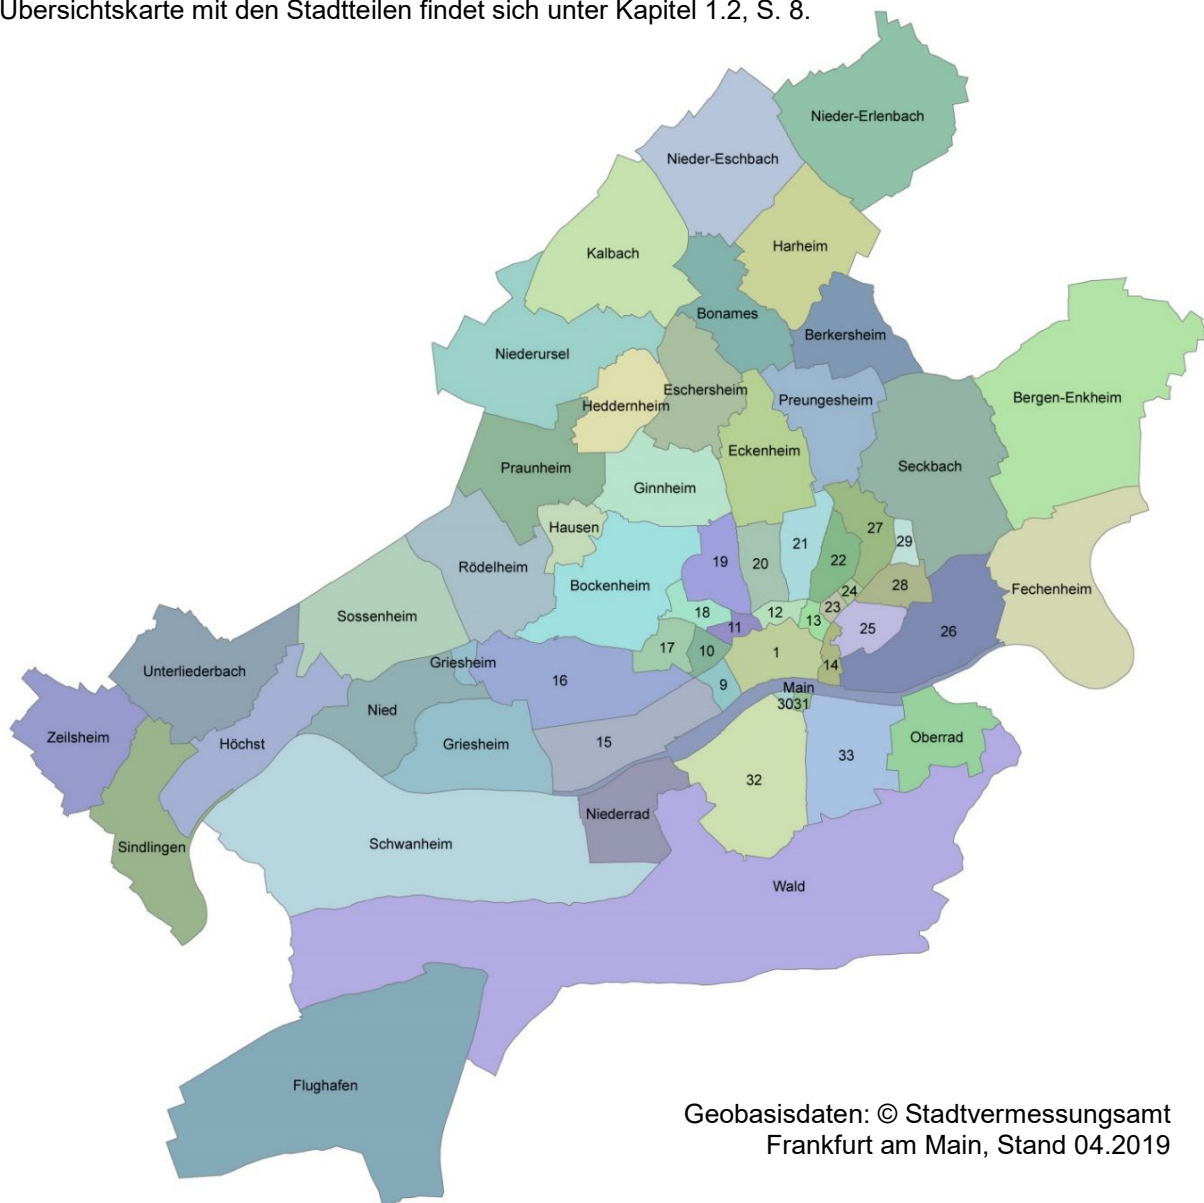 Übersichtskarte mit den Stadtteilen findet sich unter Kapitel 1.2, S. 8.
Nieder-Erlenbach
Nieder-Eschbach
Harheim
Kalbach
Bonames
Berkersheim
Niederursel
Eschersheim
Bergen-Enkheim
Preungesheim
Heddernheim
Eckenheim
Seckbach
Praunheim
Ginnheim
Hausen
27
29
21
22
19
20
Rödelheim
Bockenheim
28
Fechenheim
24
23
18
12
13
Sossenheim
11
25
26
17
10
1
Griesheim
14
Unterliederbach
16
9
Main
3031
Nied
Zeilsheim
Höchst
Griesheim
15
Oberrad
33
32
Niederrad
Schwanheim
Sindlingen
Wald
Flughafen
Geobasisdaten: © Stadtvermessungsamt
Frankfurt am Main, Stand 04.2019